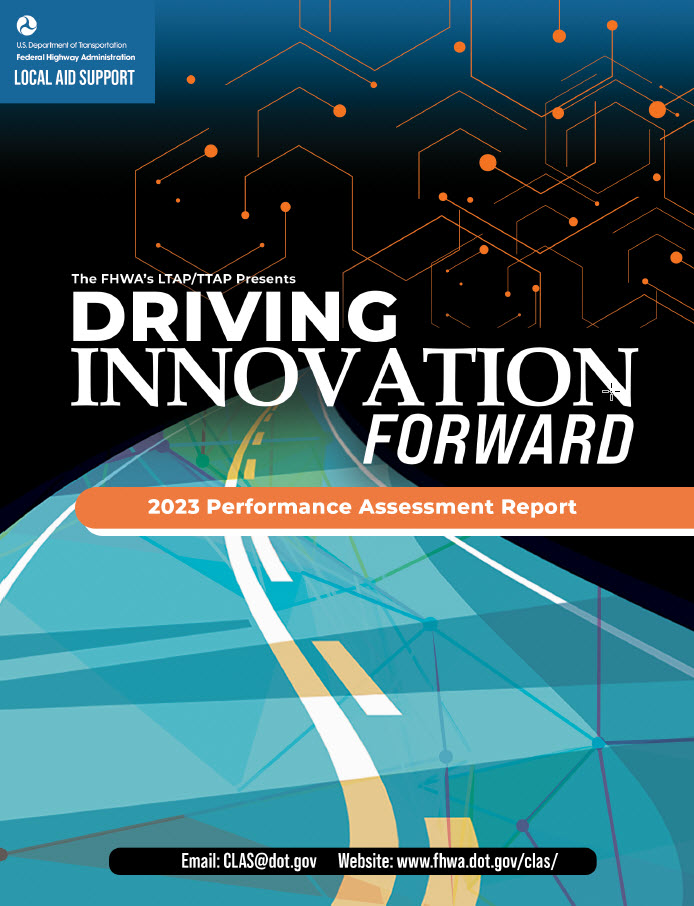 U.S. Department of Transportation
Federal Highway Administration
LOCAL AID SUPPORT
The FHWA's LTAP/TTAP Presents
DRIVING
INNOVATION
FORWARD
2023 Performance Assessment Report
Email: CLAS@dot.gov Website: www.fhwa.dot.gov/clas/